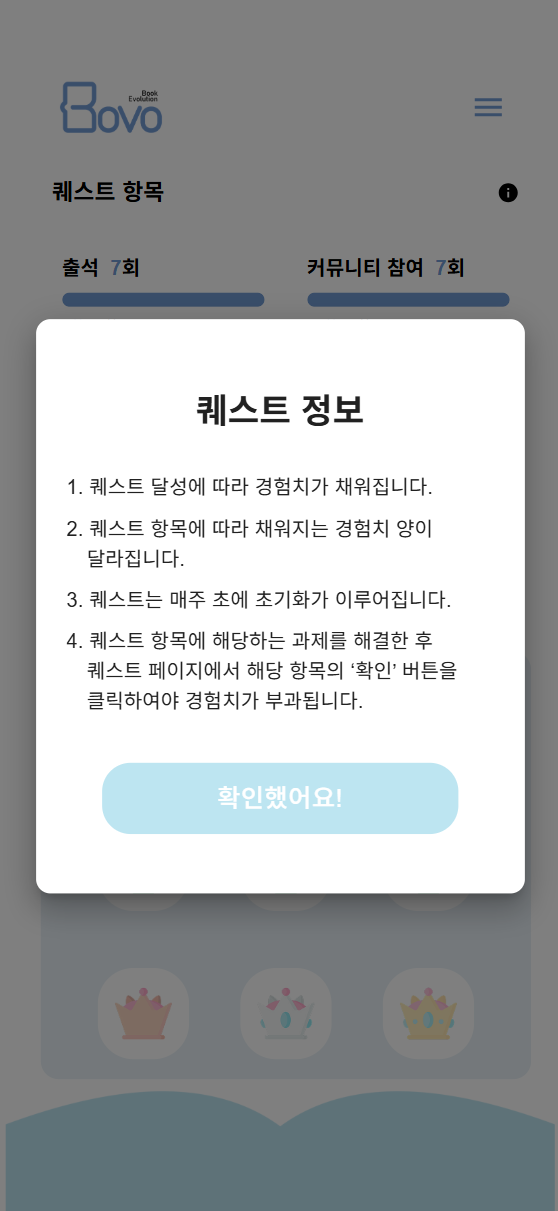 Book
Evolution
Bovo
퀘스트 항목
출석 7회
커뮤니티 참여 7회
퀘스트 정보
1. 퀘스트 달성에 따라 경험치가 채워집니다.
2. 퀘스트 항목에 따라 채워지는 경험치 양이
달라집니다.
3. 퀘스트는 매주 초에 초기화가 이루어집니다.
4. 퀘스트 항목에 해당하는 과제를 해결한 후
퀘스트 페이지에서 해당 항목의 ‘확인’ 버튼을
클릭하여야 경험치가 부과됩니다.
확인했어요!